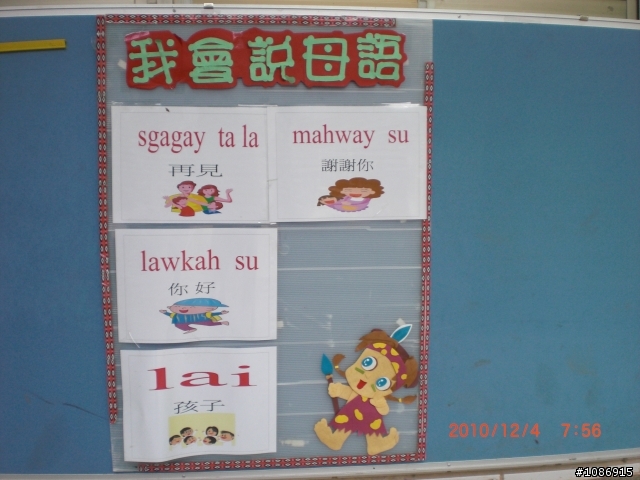 我會說母語
sgagay ta la
再見
mahway su
謝謝你
lawkah su
你好
lai
孩子
2010/12/4 7:56
#1086915